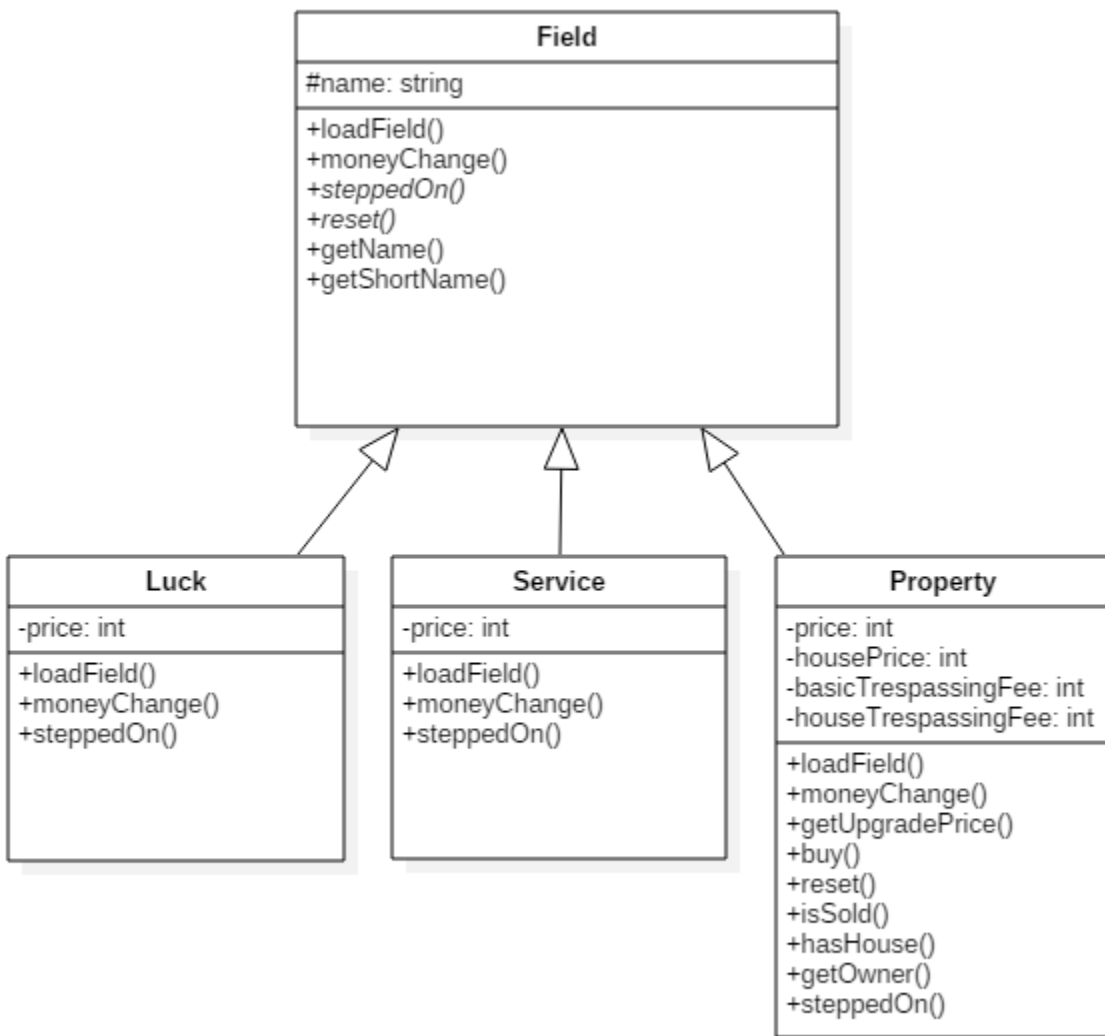 Field
#name: string
+loadField()
+moneyChange()
+steppedOn()
+reset()
+getName()
+getShortName()
Luck
-price: int
+loadField()
+moneyChange()
+steppedOn()
Service
-price: int
+loadField()
+moneyChange()
+steppedOn()
Property
-price: int
-housePrice: int
-basicTrespassingFee: int
-houseTrespassingFee: int
+loadField()
+moneyChange()
+getUpgradePrice()
+buy()
+reset()
+isSold()
+hasHouse()
+getOwner()
+steppedOn()